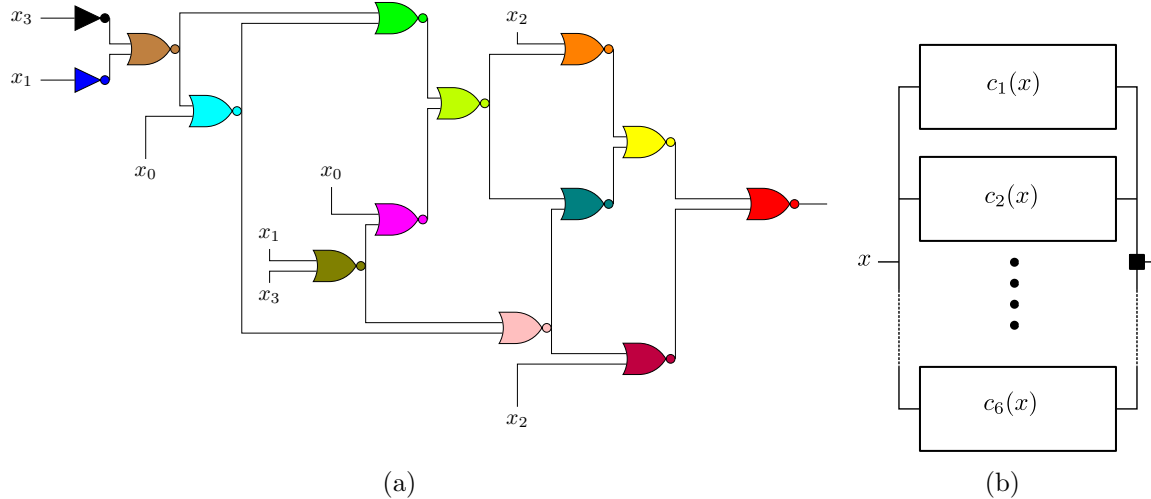 x₃
x₁
x₀
x₀
x₁
x₃
x₂
x₂
(a)
x
c₁(x)
c₂(x)
c₆(x)
(b)